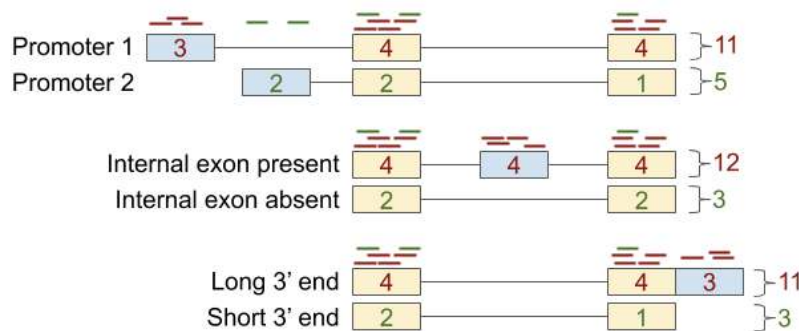 Promoter 1 3 4 4 11
Promoter 2 2 2 1 5
Internal exon present 4 4 4 12
Internal exon absent 2 2 3
Long 3' end 4 4 3 11
Short 3' end 2 1 3